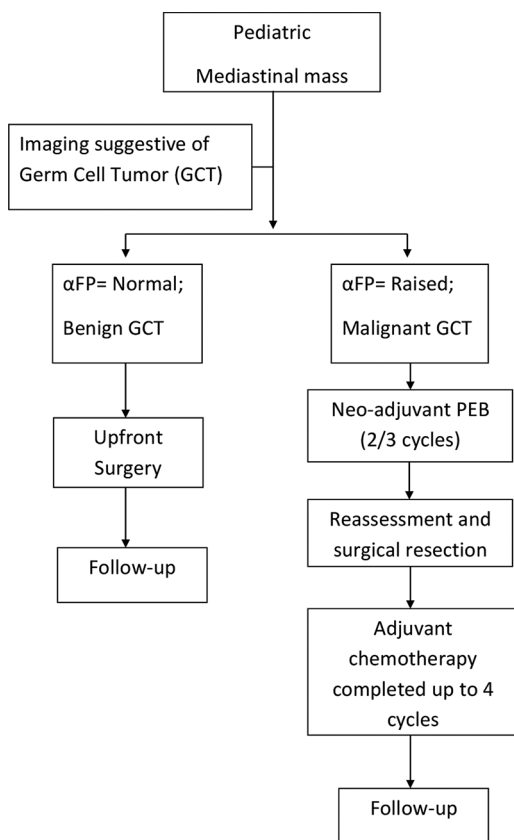 Pediatric
Mediastinal mass
Imaging suggestive of
Germ Cell Tumor (GCT)
αFP= Normal;
Benign GCT
Upfront
Surgery
Follow-up
αFP= Raised;
Malignant GCT
Neo-adjuvant PEB
(2/3 cycles)
Reassessment and
surgical resection
Adjuvant
chemotherapy
completed up to 4
cycles
Follow-up